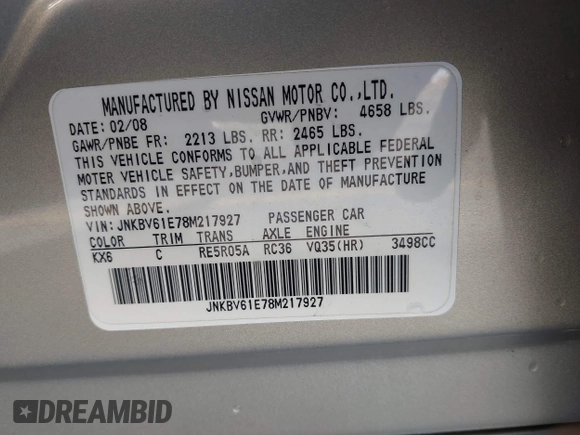 MANUFACTURED BY NISSAN MOTOR CO.,LTD.
DATE: 02/08 GVWR/PNBV: 4658 LBS.
GAWR/PNBE FR: 2213 LBS. RR: 2465 LBS.
THIS VEHICLE CONFORMS TO ALL APPLICABLE FEDERAL
MOTOR VEHICLE SAFETY,BUMPER,AND THEFT PREVENTION
STANDARDS IN EFFECT ON THE DATE OF MANUFACTURE
SHOWN ABOVE.
VIN: JNKBV61E78M217927 PASSENGER CAR
COLOR TRIM TRANS AXLE ENGINE
KX6 C RE5R05A RC36 VQ35(HR) 3498CC
JNKBV61E78M217927
DREAMBID